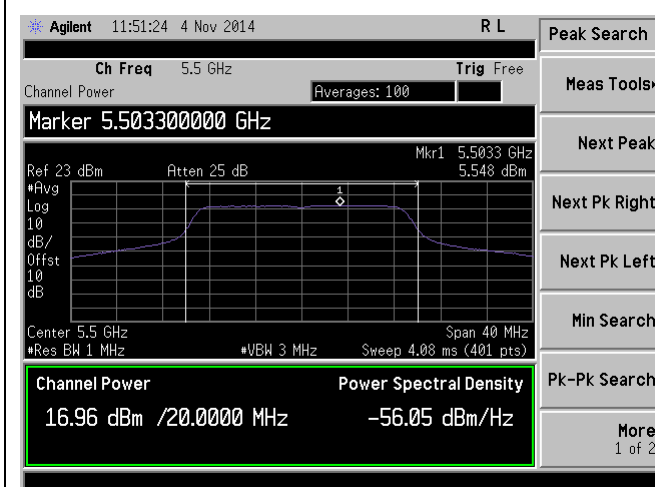 Agilent 11:51:24 4 Nov 2014 R L
Ch Freq 5.5 GHz Trig Free
Channel Power Averages: 100
Marker 5.503300000 GHz
Mkr1 5.5033 GHz
Ref 23 dBm Atten 25 dB 5.548 dBm
#Avg
Log
10
dB/
Offst
10
dB
1
Center 5.5 GHz Span 40 MHz
#Res BW 1 MHz #VBW 3 MHz Sweep 4.08 ms (401 pts)
Channel Power Power Spectral Density
16.96 dBm /20.0000 MHz -56.05 dBm/Hz
Peak Search
Meas Tools
Next Peak
Next Pk Right
Next Pk Left
Min Search
Pk-Pk Search
More
1 of 2